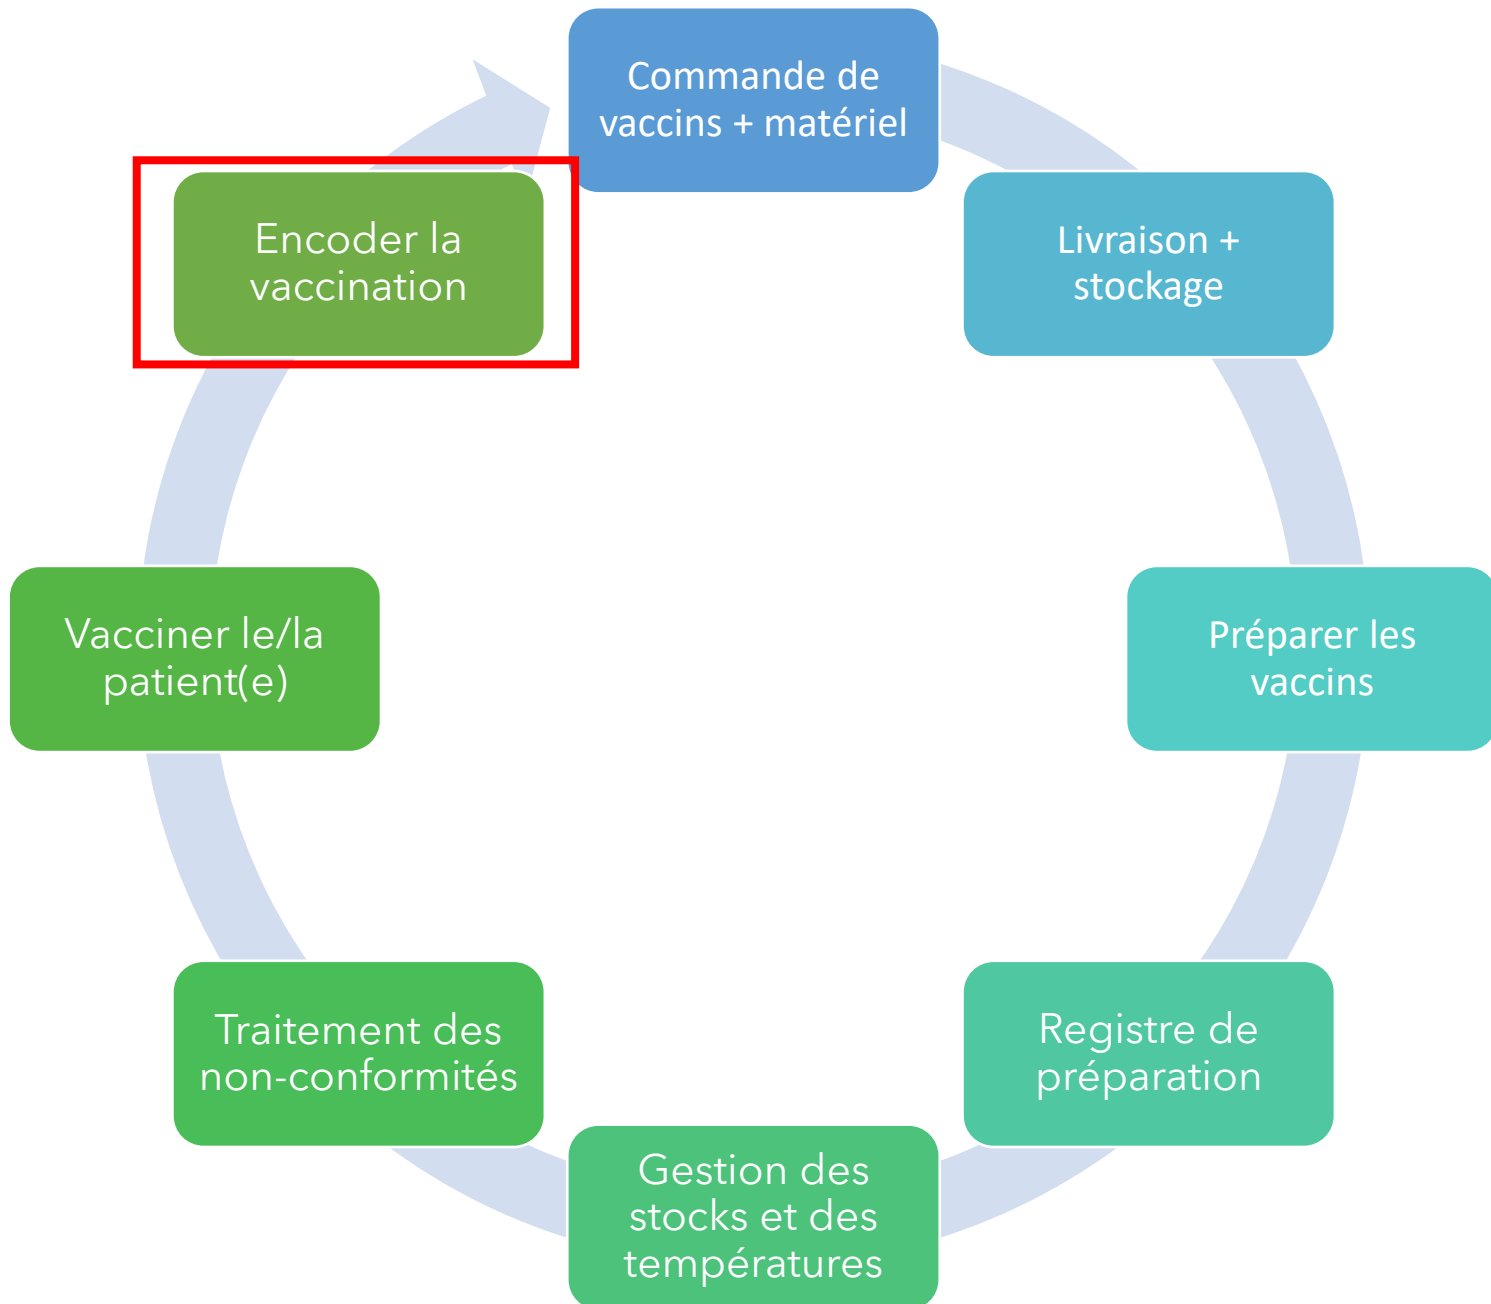 Commande de
vaccins + matériel
Livraison +
stockage
Préparer les
vaccins
Registre de
préparation
Gestion des
stocks et des
températures
Traitement des
non-conformités
Vacciner le/la
patient(e)
Encoder la
vaccination